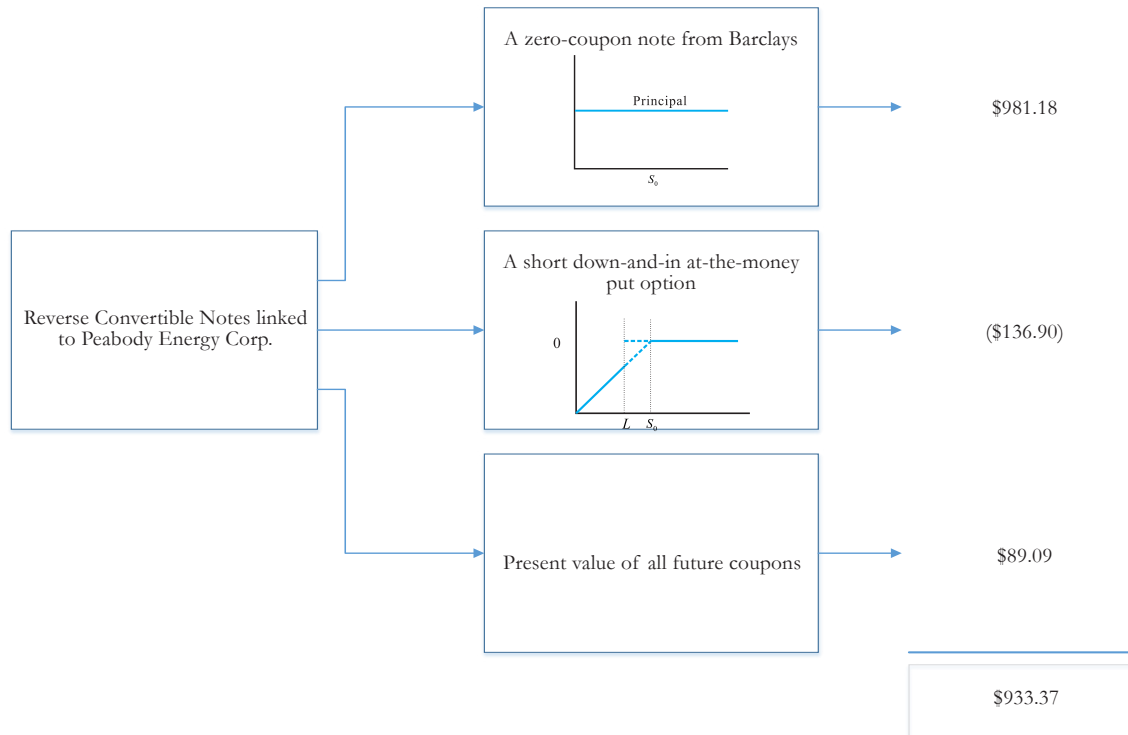 A zero-coupon note from Barclays
Principal
S₀
$981.18
Reverse Convertible Notes linked
to Peabody Energy Corp.
A short down-and-in at-the-money
put option
0
L S₀
($136.90)
Present value of all future coupons
$89.09
$933.37